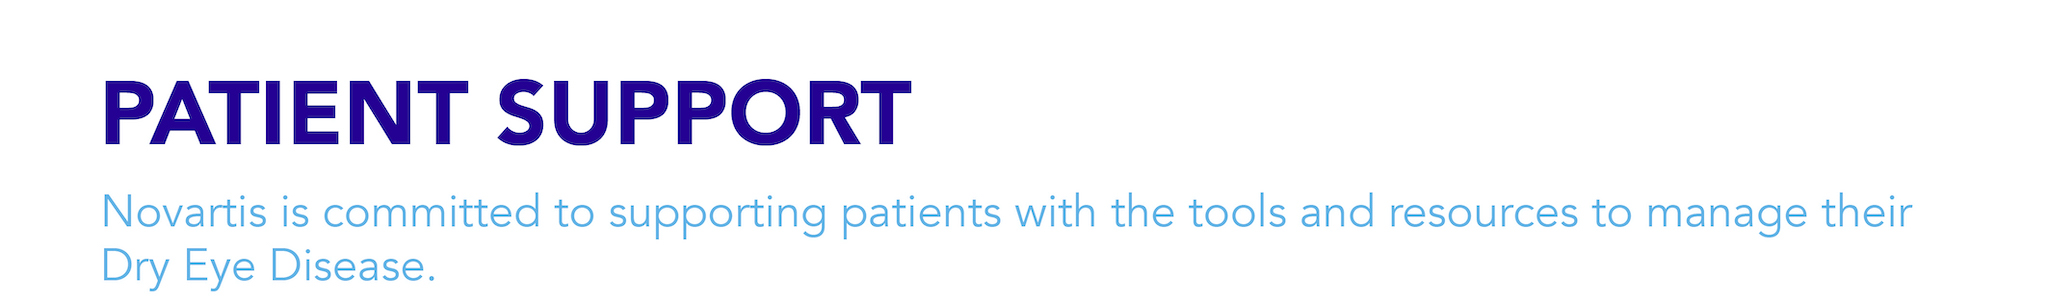 PATIENT SUPPORT
Novartis is committed to supporting patients with the tools and resources to manage their
Dry Eye Disease.